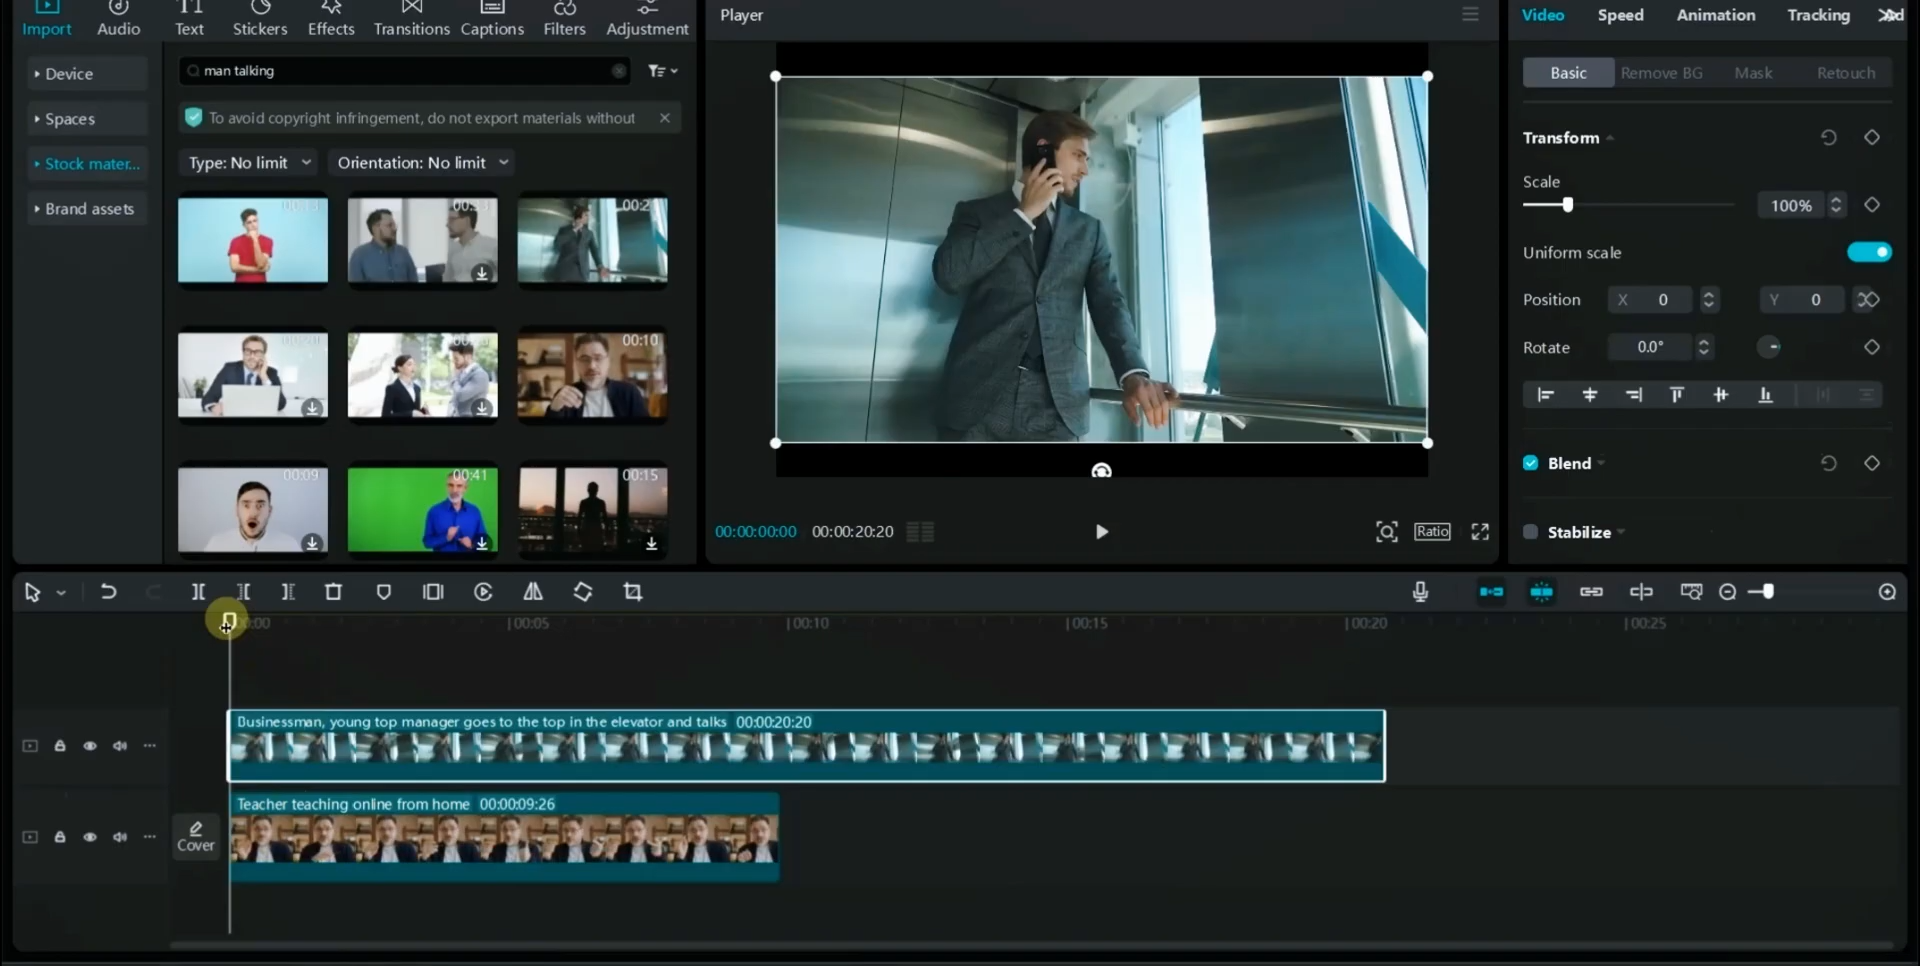 Import Audio Text Stickers Effects Transitions Captions Filters Adjustment
Device
Spaces
Stock mater...
Brand assets
man talking
To avoid copyright infringement, do not export materials without
Type: No limit
Orientation: No limit
00:13
00:2
00:10
00:09
00:41
00:15
Player
00:00:00:00
00:00:20:20
Ratio
Video Speed Animation Tracking
Basic Remove BG Mask Retouch
Transform
Scale
100%
Uniform scale
Position X 0 Y 0
Rotate 0.0°
Blend
Stabilize
00:05
00:10
00:15
00:20
00:25
Businessman, young top manager goes to the top in the elevator and talks 00:00:20:20
Cover
Teacher teaching online from home 00:00:09:26